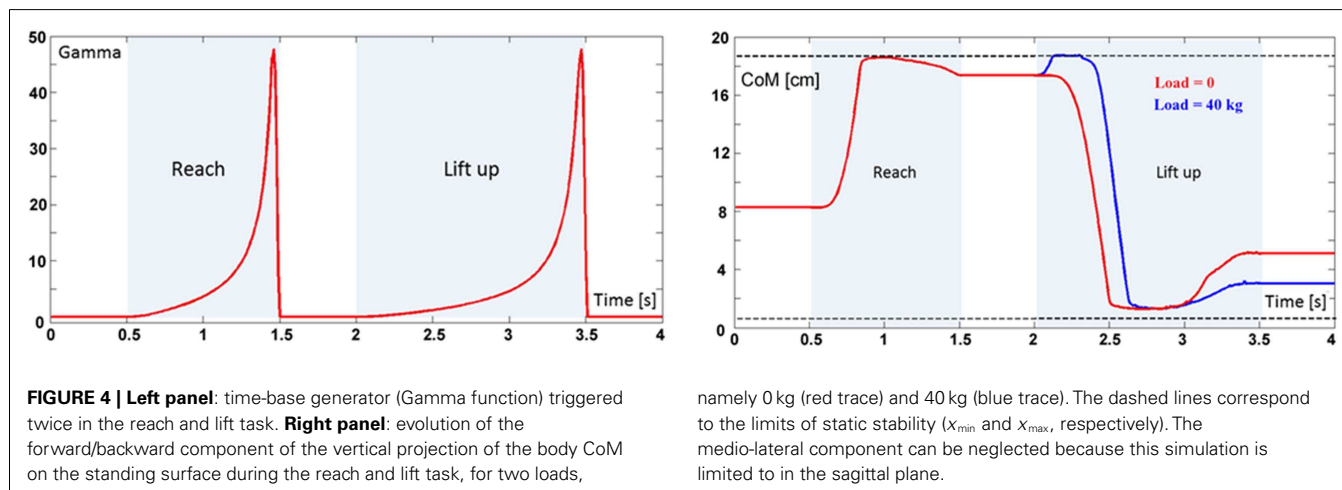 50
Gamma
40
30
20
10
0
Reach
Lift up
Time [s]
0 0.5 1 1.5 2 2.5 3 3.5 4
20
CoM [cm]
16
12
8
4
0
Load = 0
Load = 40 kg
Reach
Lift up
Time [s]
0 0.5 1 1.5 2 2.5 3 3.5 4
FIGURE 4 | Left panel: time-base generator (Gamma function) triggered
twice in the reach and lift task. Right panel: evolution of the
forward/backward component of the vertical projection of the body CoM
on the standing surface during the reach and lift task, for two loads,
namely 0 kg (red trace) and 40 kg (blue trace). The dashed lines correspond
to the limits of static stability (xmin and xmax, respectively). The
medio-lateral component can be neglected because this simulation is
limited to in the sagittal plane.